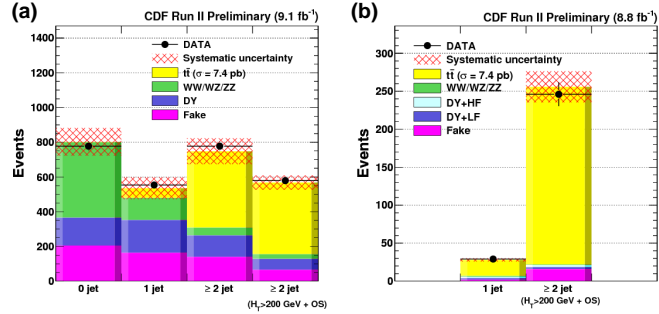 (a)
CDF Run II Preliminary (9.1 fb⁻¹)
Events
1400
1200
1000
800
600
400
200
0
DATA
Systematic uncertainty
tt̄ (σ = 7.4 pb)
WW/WZ/ZZ
DY
Fake
0 jet
1 jet
≥ 2 jet
≥ 2 jet
(H_T>200 GeV + OS)
(b)
CDF Run II Preliminary (8.8 fb⁻¹)
Events
300
250
200
150
100
50
0
DATA
Systematic uncertainty
tt̄ (σ = 7.4 pb)
WW/WZ/ZZ
DY+HF
DY+LF
Fake
1 jet
≥ 2 jet
(H_T>200 GeV + OS)